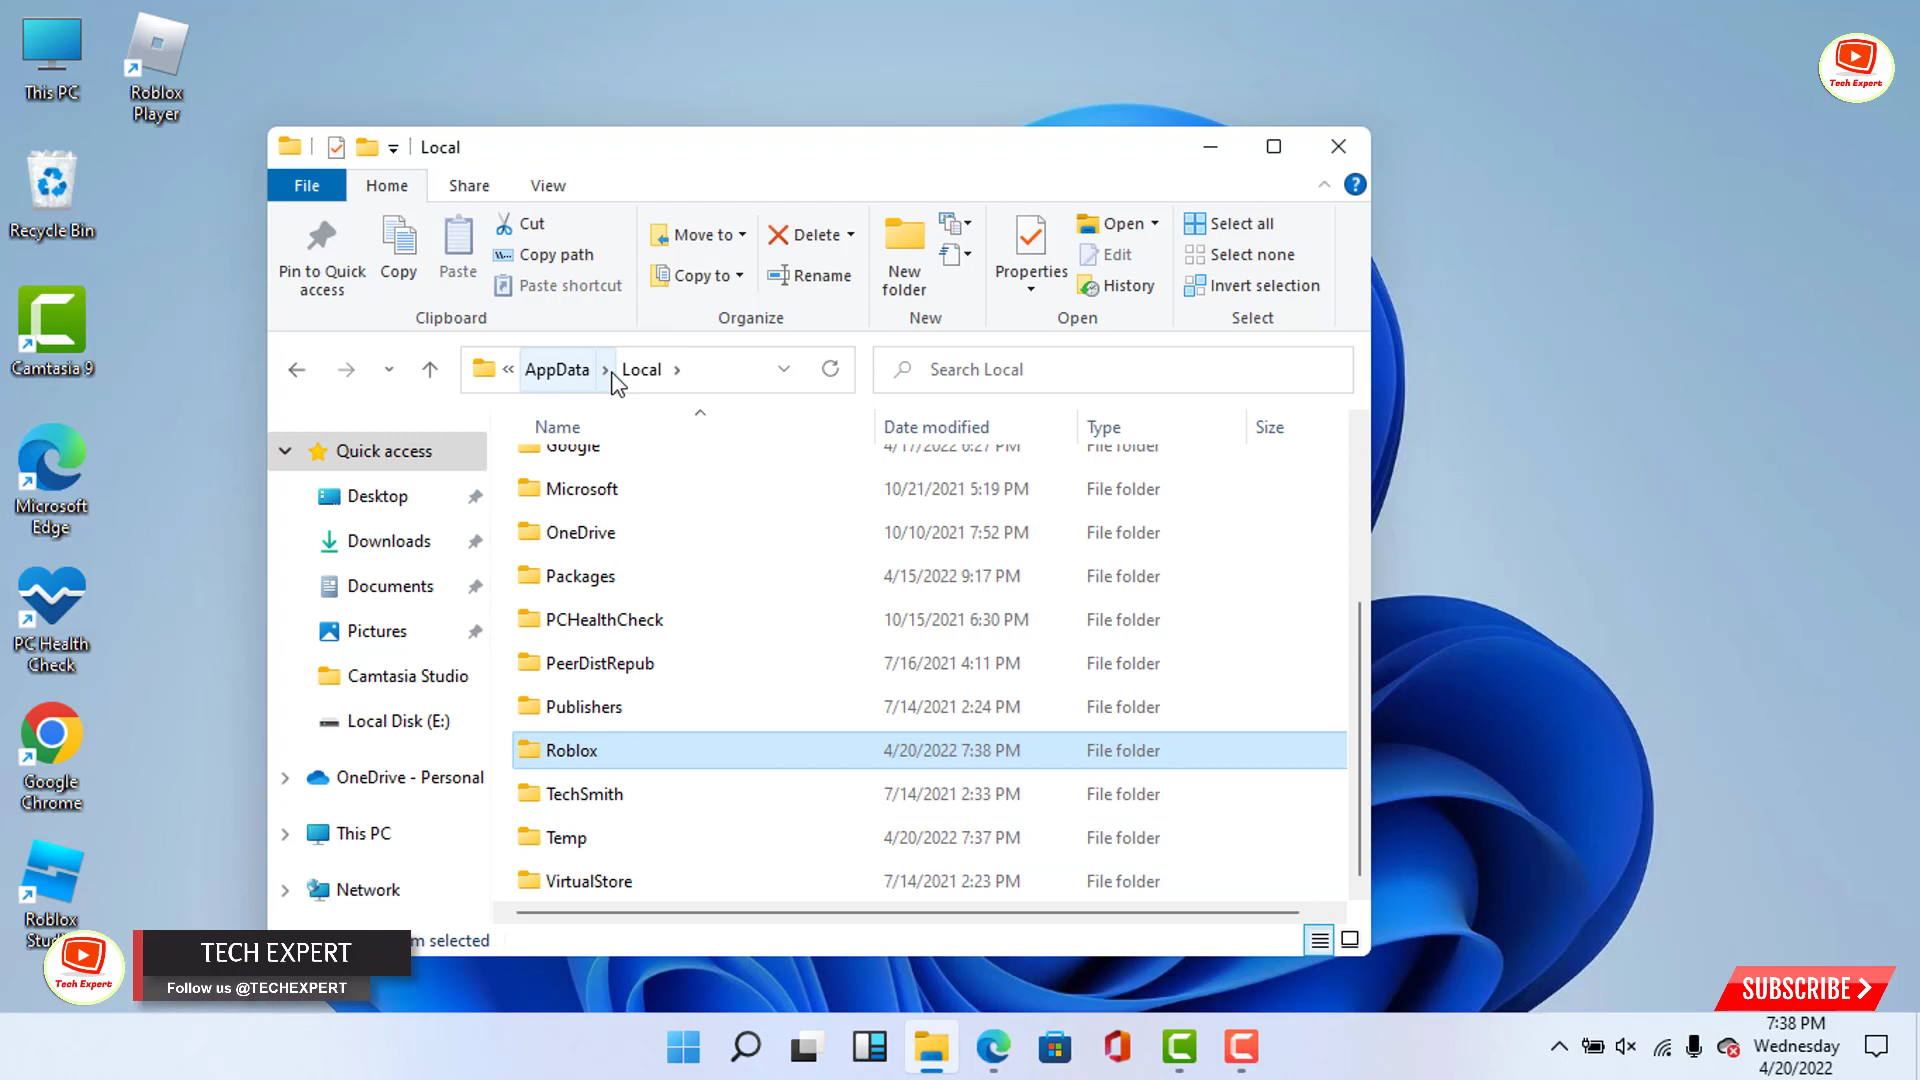 This PC
Roblox
Player
Recycle Bin
Camtasia 9
Microsoft
Edge
PC Health
Check
Google
Chrome
Roblox
Tech Expert
Local
File
Home
Share
View
Pin to Quick
access
Copy
Paste
Cut
Copy path
Paste shortcut
Clipboard
Move to
Copy to
Delete
Rename
Organize
New
folder
New
Properties
Open
Edit
History
Open
Select all
Select none
Invert selection
Select
« AppData > Local >
Search Local
Name Date modified Type Size
Google 4/17/2022 6:27 PM File folder
Microsoft 10/21/2021 5:19 PM File folder
OneDrive 10/10/2021 7:52 PM File folder
Packages 4/15/2022 9:17 PM File folder
PCHealthCheck 10/15/2021 6:30 PM File folder
PeerDistRepub 7/16/2021 4:11 PM File folder
Publishers 7/14/2021 2:24 PM File folder
Roblox 4/20/2022 7:38 PM File folder
TechSmith 7/14/2021 2:33 PM File folder
Temp 4/20/2022 7:37 PM File folder
VirtualStore 7/14/2021 2:23 PM File folder
Quick access
Desktop
Downloads
Documents
Pictures
Camtasia Studio
Local Disk (E:)
OneDrive - Personal
This PC
Network
m selected
Tech Expert
TECH EXPERT
Follow us @TECHEXPERT
SUBSCRIBE
7:38 PM
Wednesday
4/20/2022